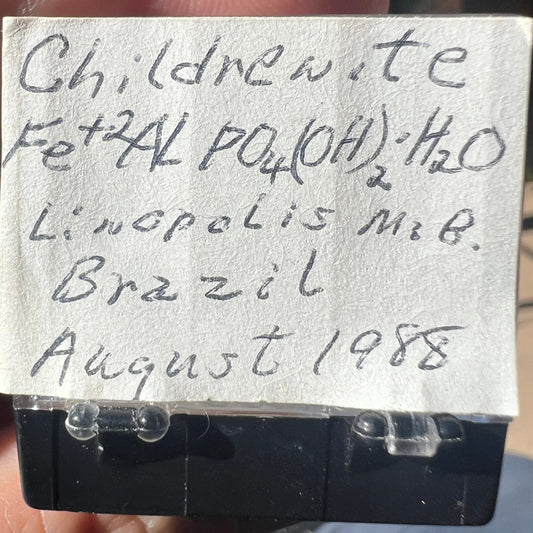 Childrenite
Fe⁺²Al PO₄(OH)₂·H₂O
Linopolis M.G.
Brazil
August 1988